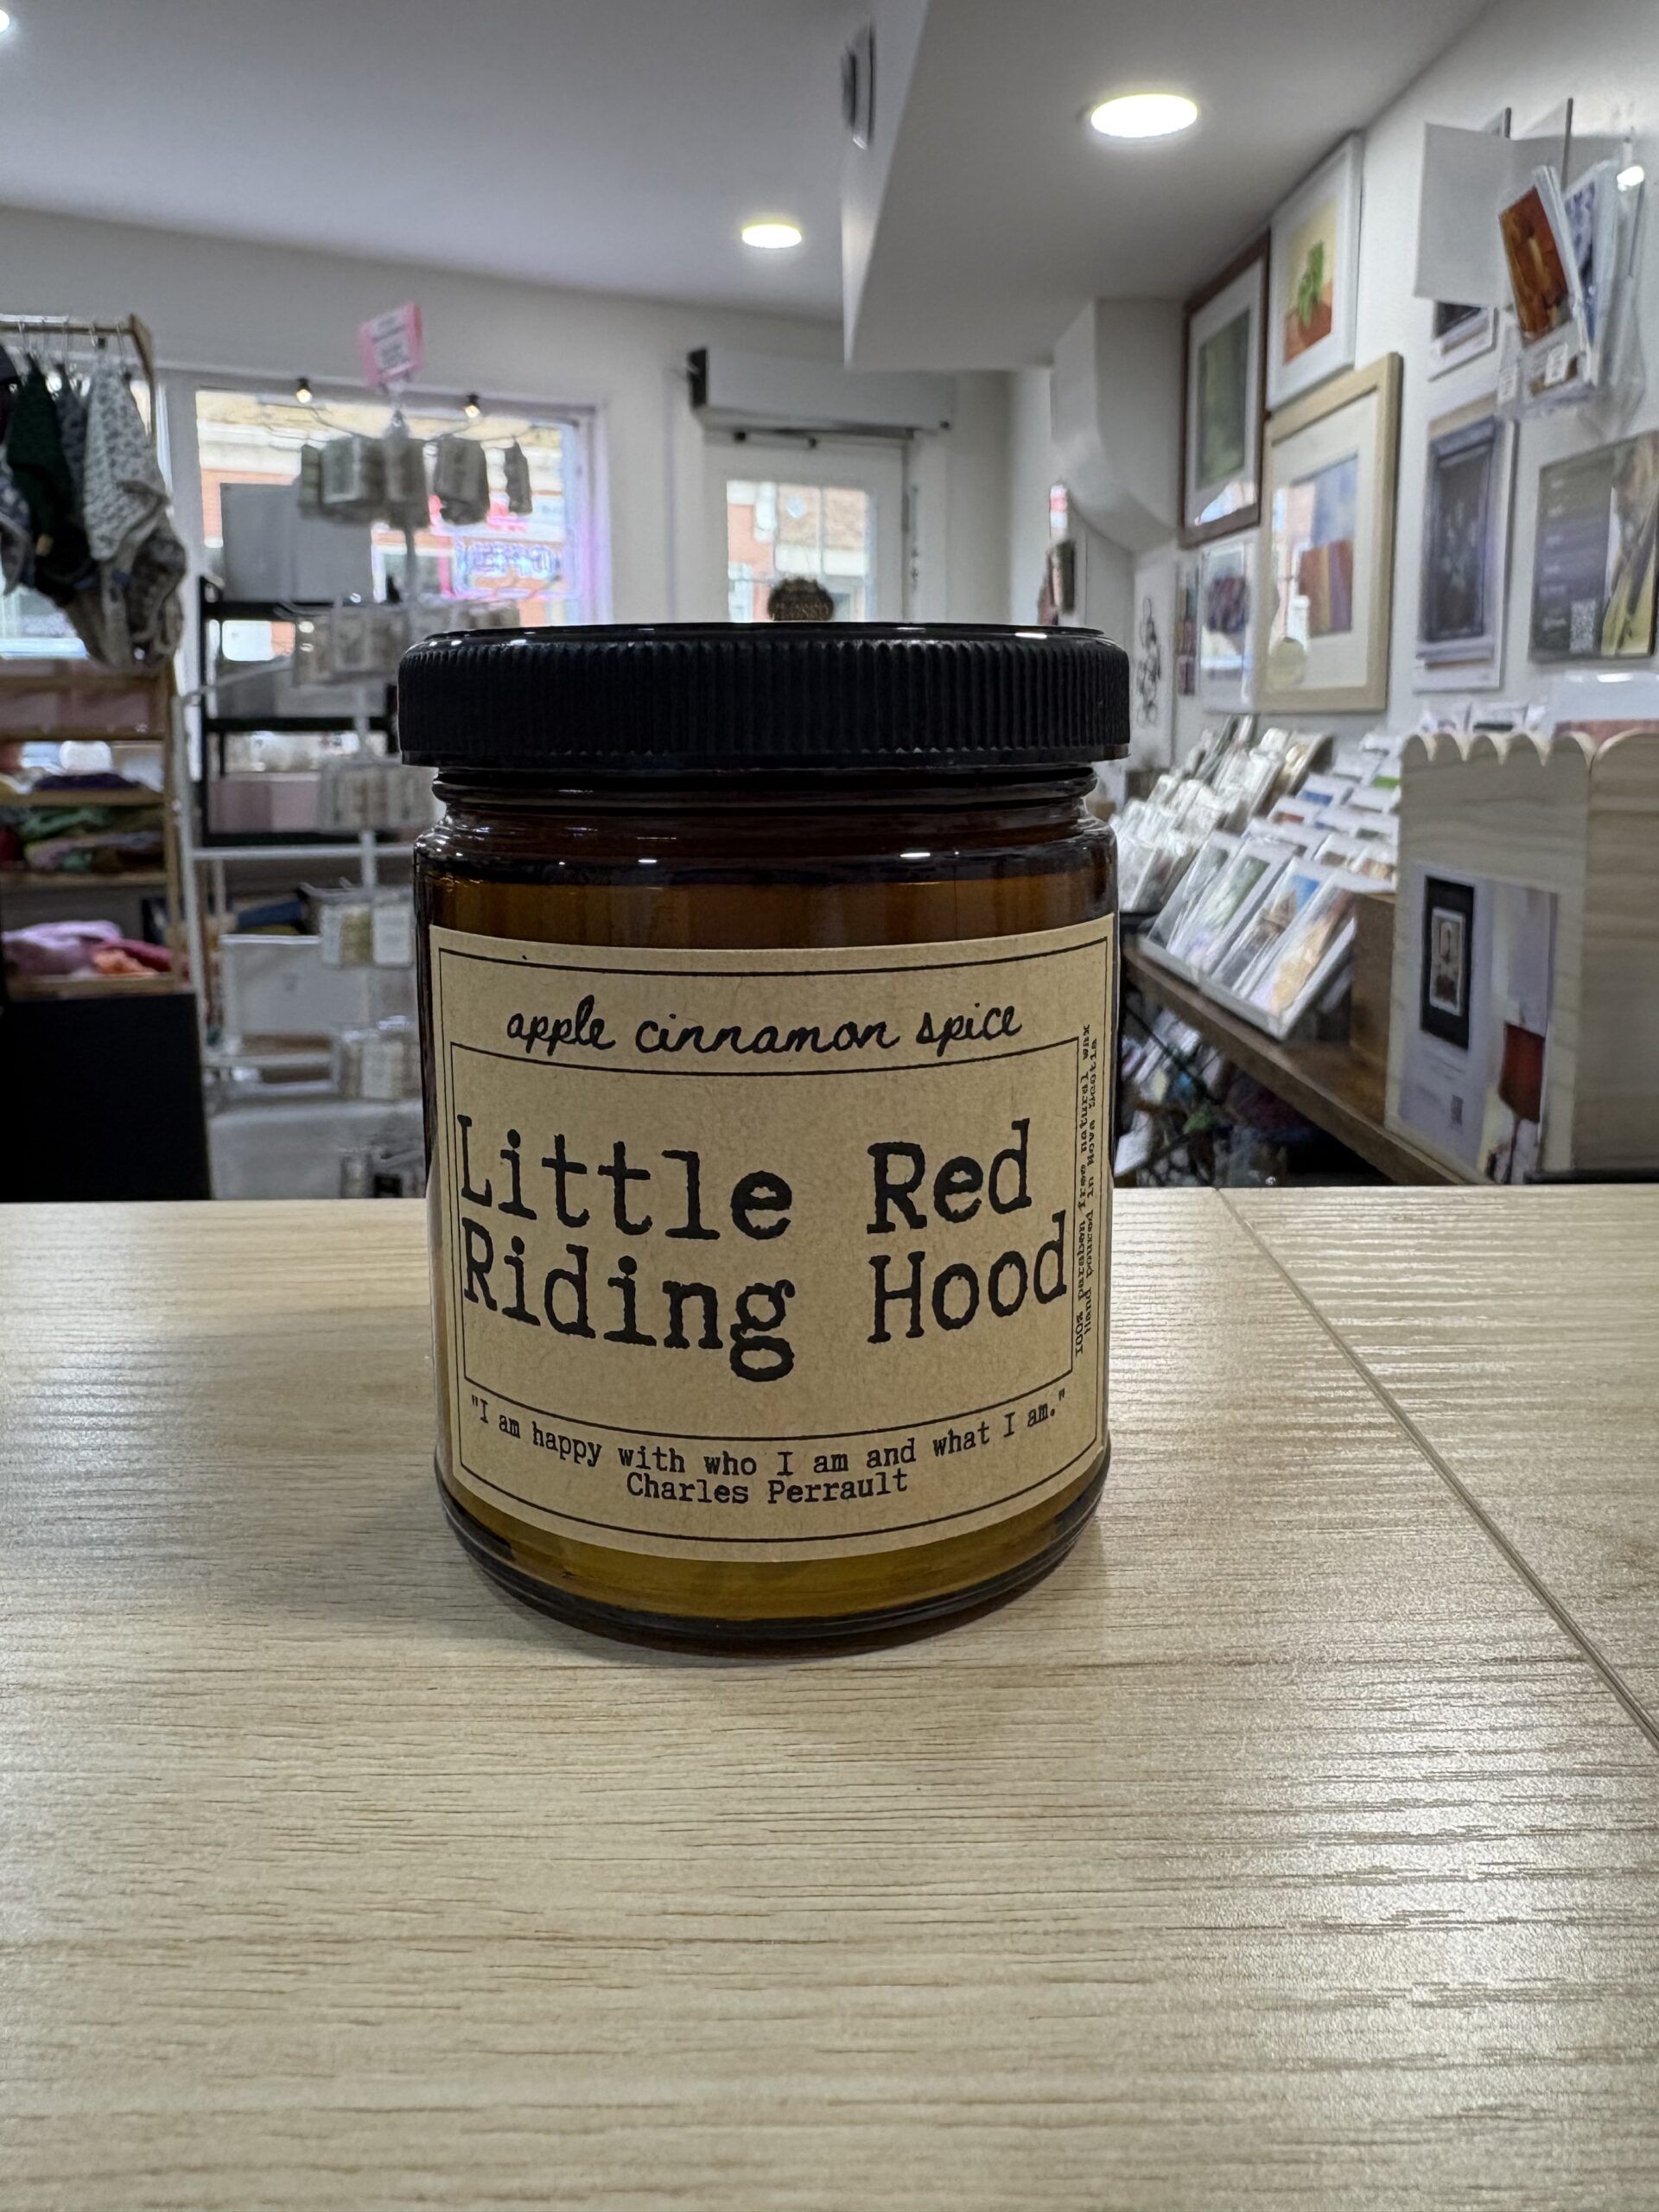 apple cinnamon spice
Little Red
Riding Hood
"I am happy with who I am and what I am."
Charles Perrault
100% paraben free natural wax
Hand poured in Nova Scotia